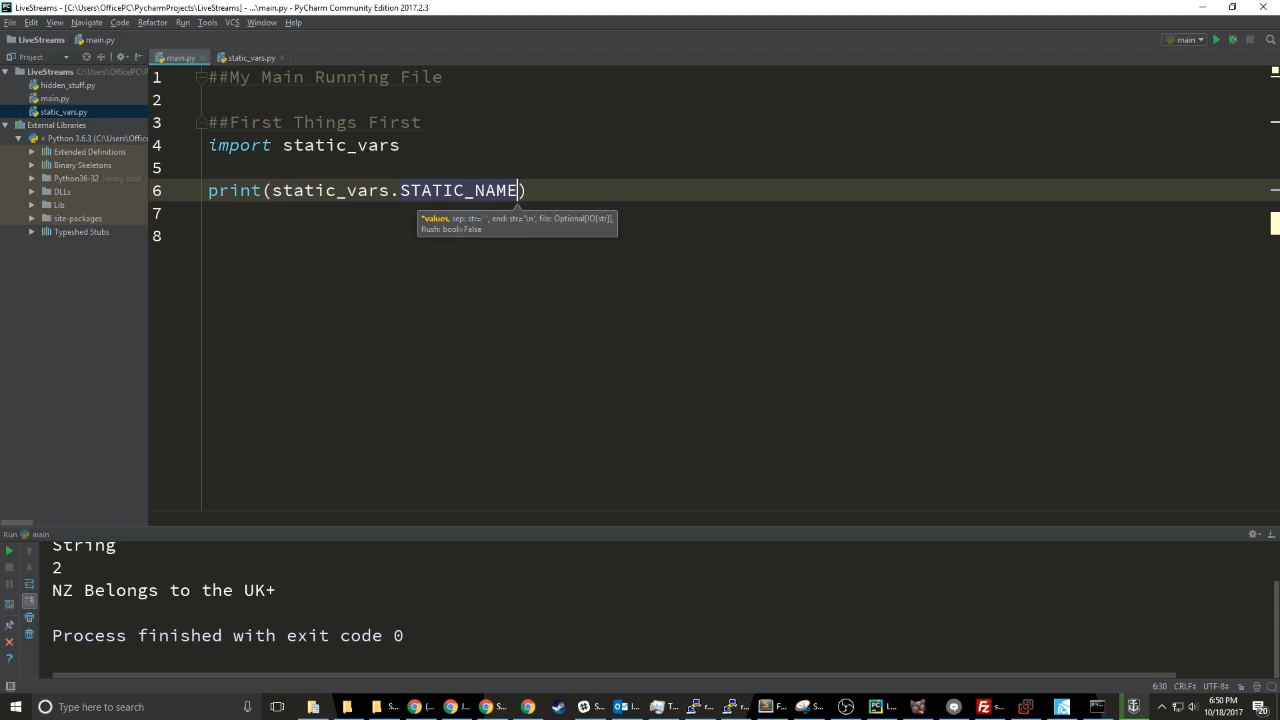 LiveStreams - [C:\Users\OfficePC\PycharmProjects\LiveStreams] - ...\main.py - PyCharm Community Edition 2017.2.3
File Edit View Navigate Code Refactor Run Tools VCS Window Help
LiveStreams main.py main
Project main.py static_vars.py
LiveStreams C:\Users\OfficePC\P
hidden_stuff.py
main.py
static_vars.py
External Libraries
< Python 3.6.3 (C:\Users\Offic
Extended Definitions
Binary Skeletons
Python36-32 library root
DLLs
Lib
site-packages
Typeshed Stubs
1 ##My Main Running File
2
3 ##First Things First
4 import static_vars
5
6 print(static_vars.STATIC_NAME)
*values, sep: str=' ', end: str='\n', file: Optional[IO[str]],
flush: bool=False
7
8
Run main
String
2
NZ Belongs to the UK+
Process finished with exit code 0
6:30 CRLF UTF-8
Type here to search
6:50 PM
10/18/2017
20